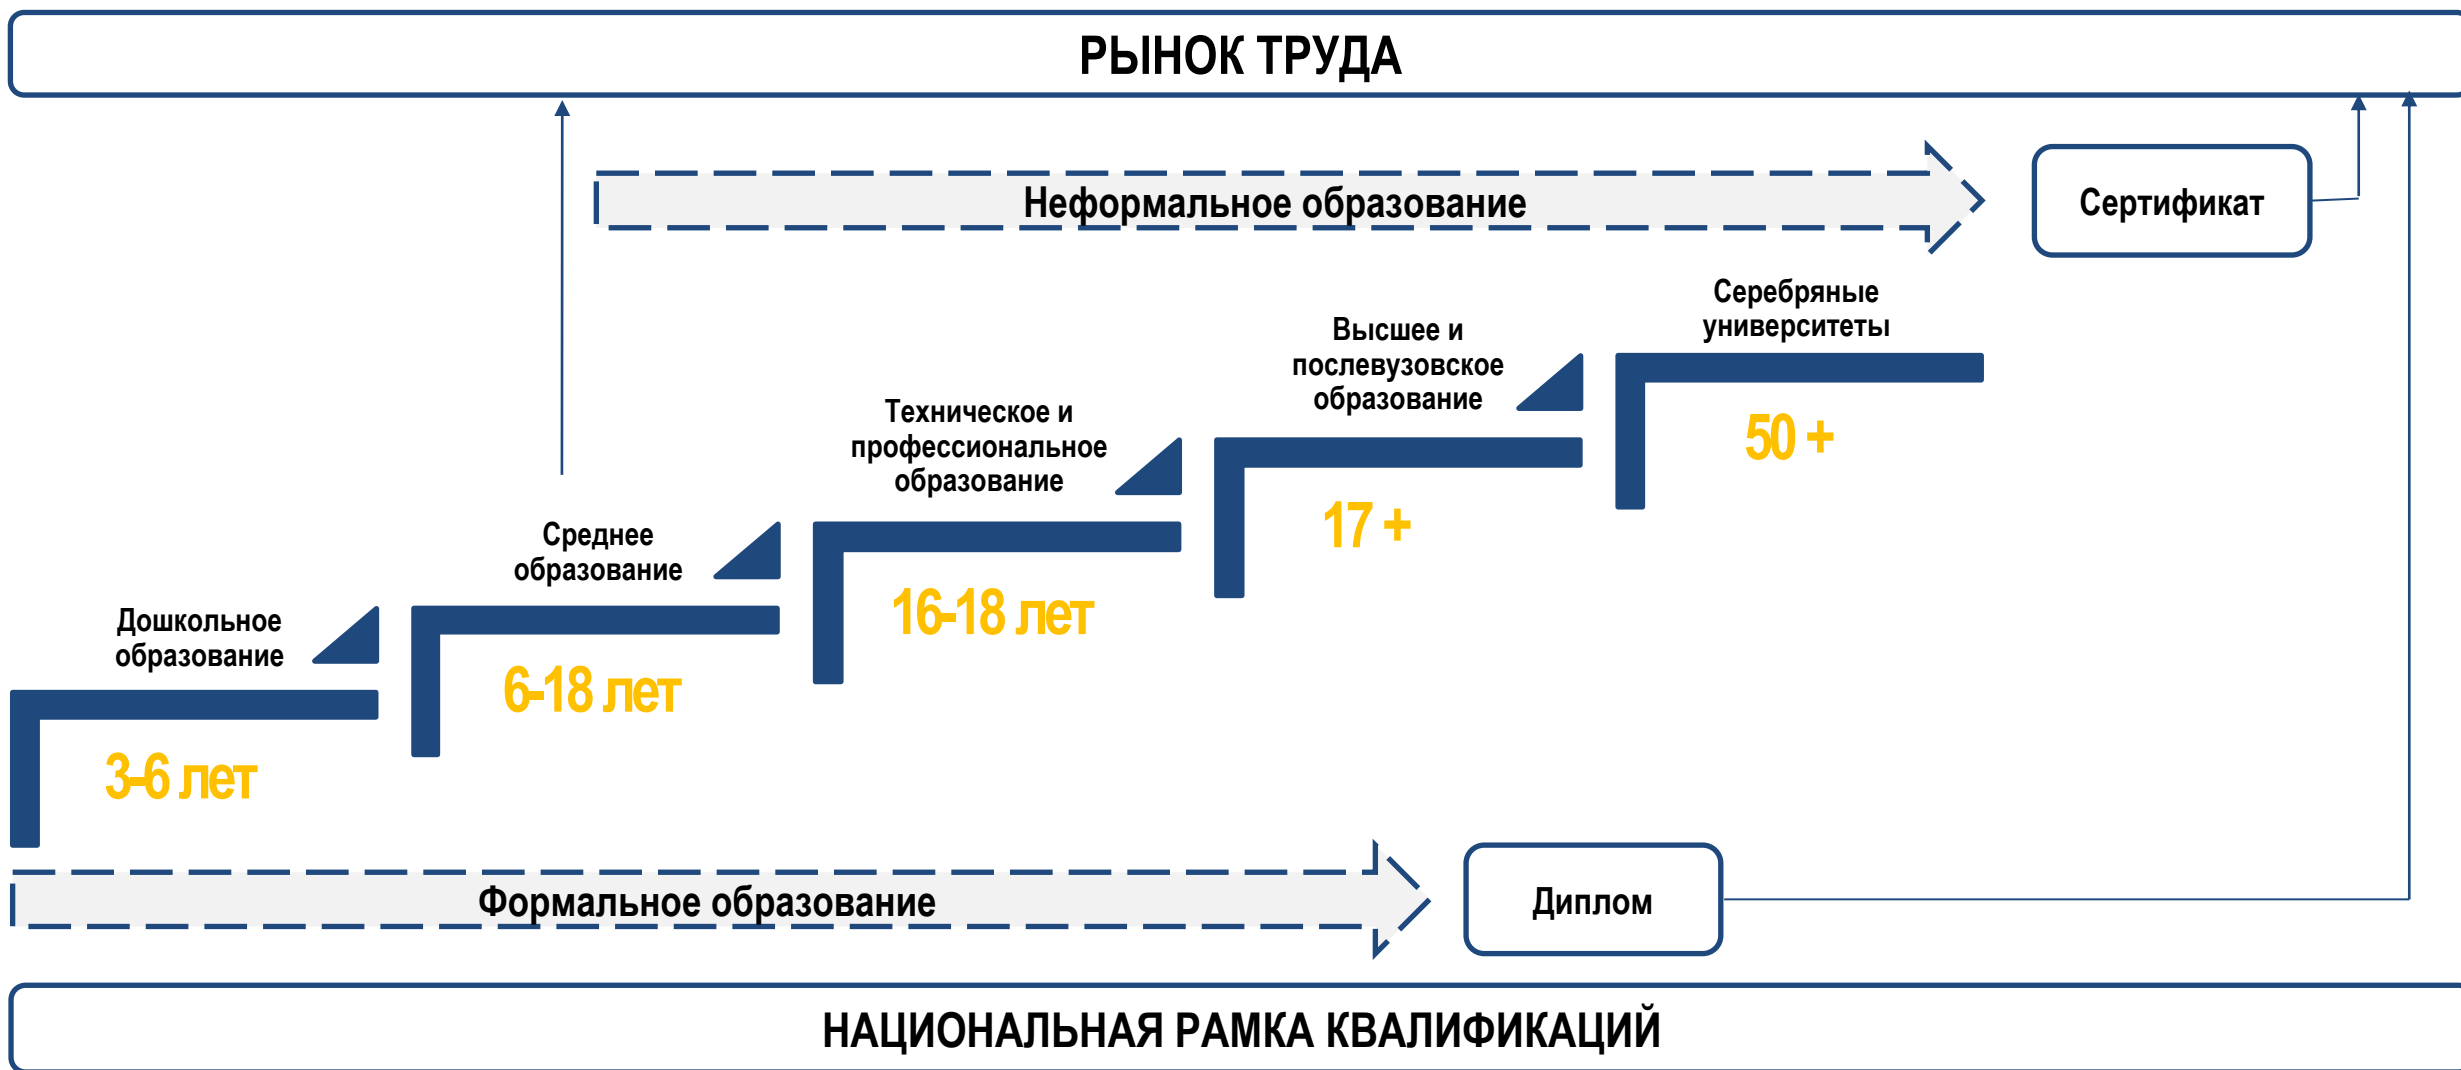 РЫНОК ТРУДА
Неформальное образование
Сертификат
Серебряные
университеты
50 +
Высшее и
послевузовское
образование
17 +
Техническое и
профессиональное
образование
16-18 лет
Среднее
образование
6-18 лет
Дошкольное
образование
3-6 лет
Формальное образование
Диплом
НАЦИОНАЛЬНАЯ РАМКА КВАЛИФИКАЦИЙ